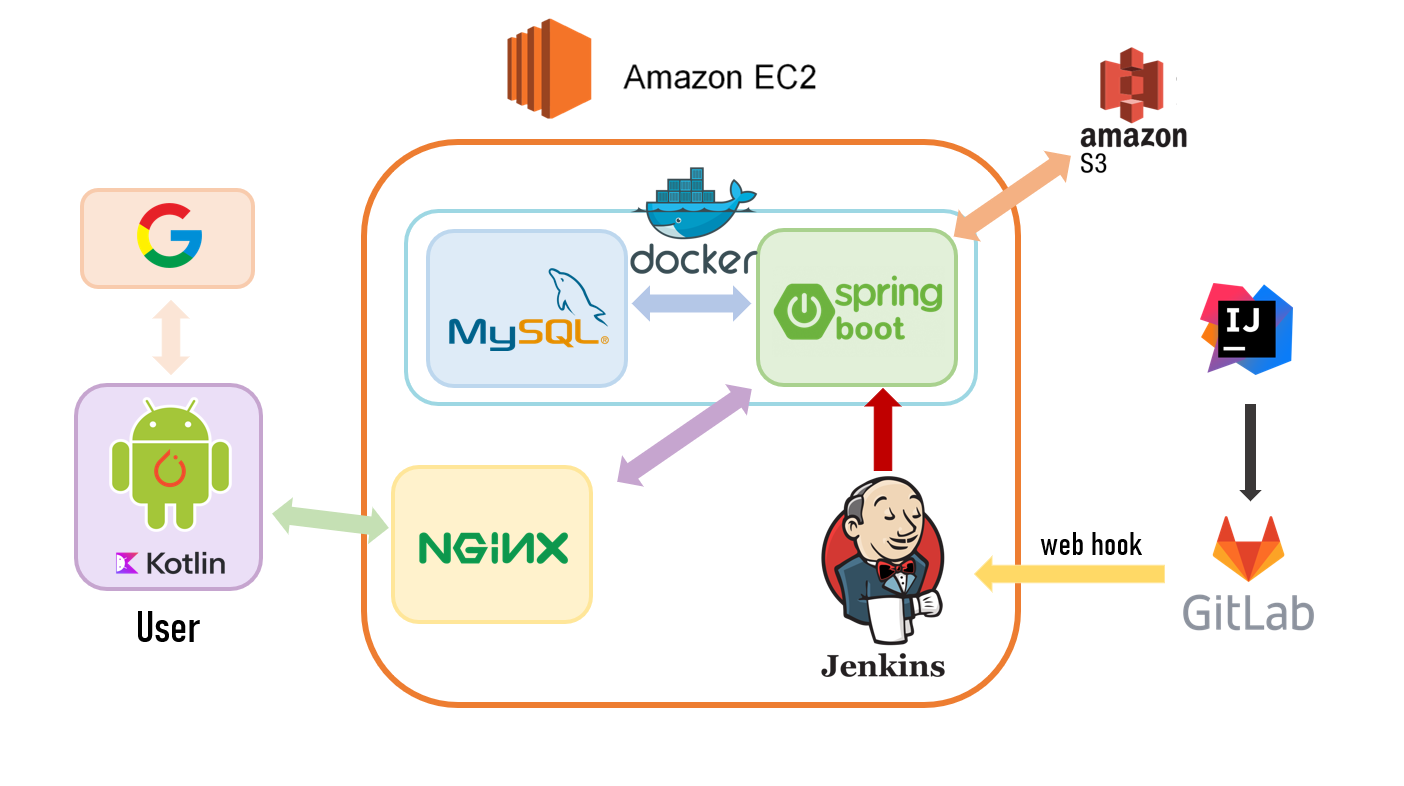 Amazon EC2
amazon
S3
docker
MySQL®
spring
boot
IJ
Kotlin
User
NGINX
web hook
GitLab
Jenkins